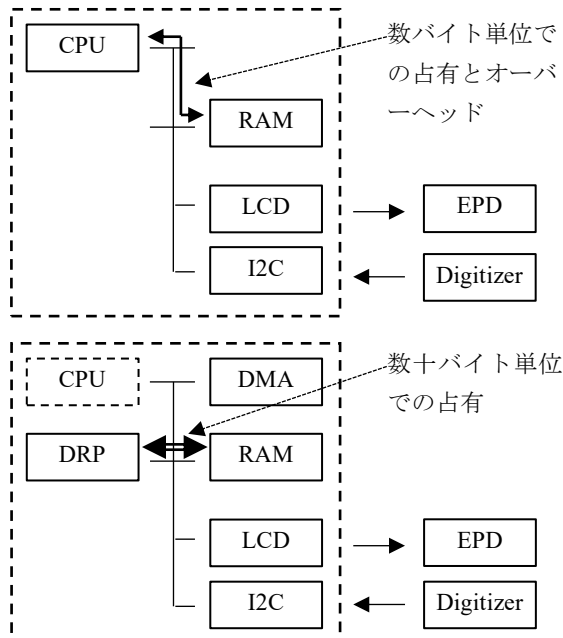 CPU
数バイト単位で
の占有とオーバ
ーヘッド
RAM
LCD
EPD
I2C
Digitizer
CPU
DMA
数十バイト単位
での占有
DRP
RAM
LCD
EPD
I2C
Digitizer